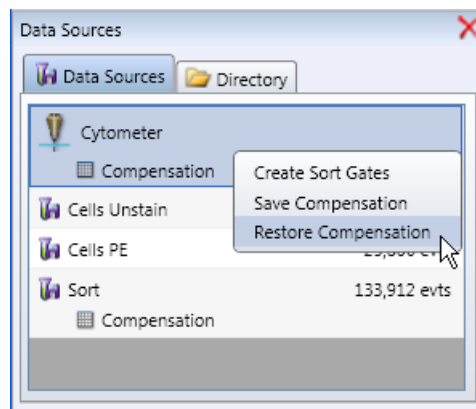 Data Sources
Data Sources Directory
Cytometer
Compensation
Create Sort Gates
Save Compensation
Restore Compensation
Cells Unstain
Cells PE
Sort 133,912 evts
Compensation